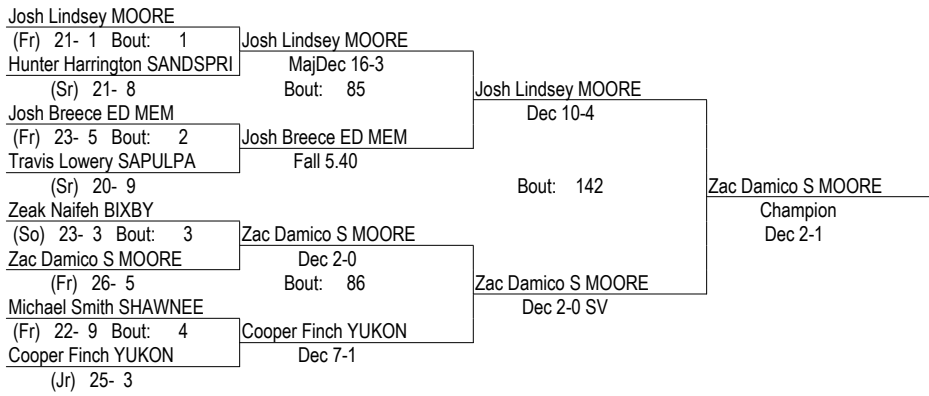 Josh Lindsey MOORE
(Fr) 21- 1 Bout: 1 Josh Lindsey MOORE
Hunter Harrington SANDSPRI MajDec 16-3
(Sr) 21- 8 Bout: 85 Josh Lindsey MOORE
Josh Breece ED MEM Dec 10-4
(Fr) 23- 5 Bout: 2 Josh Breece ED MEM
Travis Lowery SAPULPA Fall 5.40
(Sr) 20- 9 Bout: 142 Zac Damico S MOORE
Zeak Naifeh BIXBY Champion
(So) 23- 3 Bout: 3 Zac Damico S MOORE Dec 2-1
Zac Damico S MOORE Dec 2-0
(Fr) 26- 5 Bout: 86 Zac Damico S MOORE
Michael Smith SHAWNEE Dec 2-0 SV
(Fr) 22- 9 Bout: 4 Cooper Finch YUKON
Cooper Finch YUKON Dec 7-1
(Jr) 25- 3